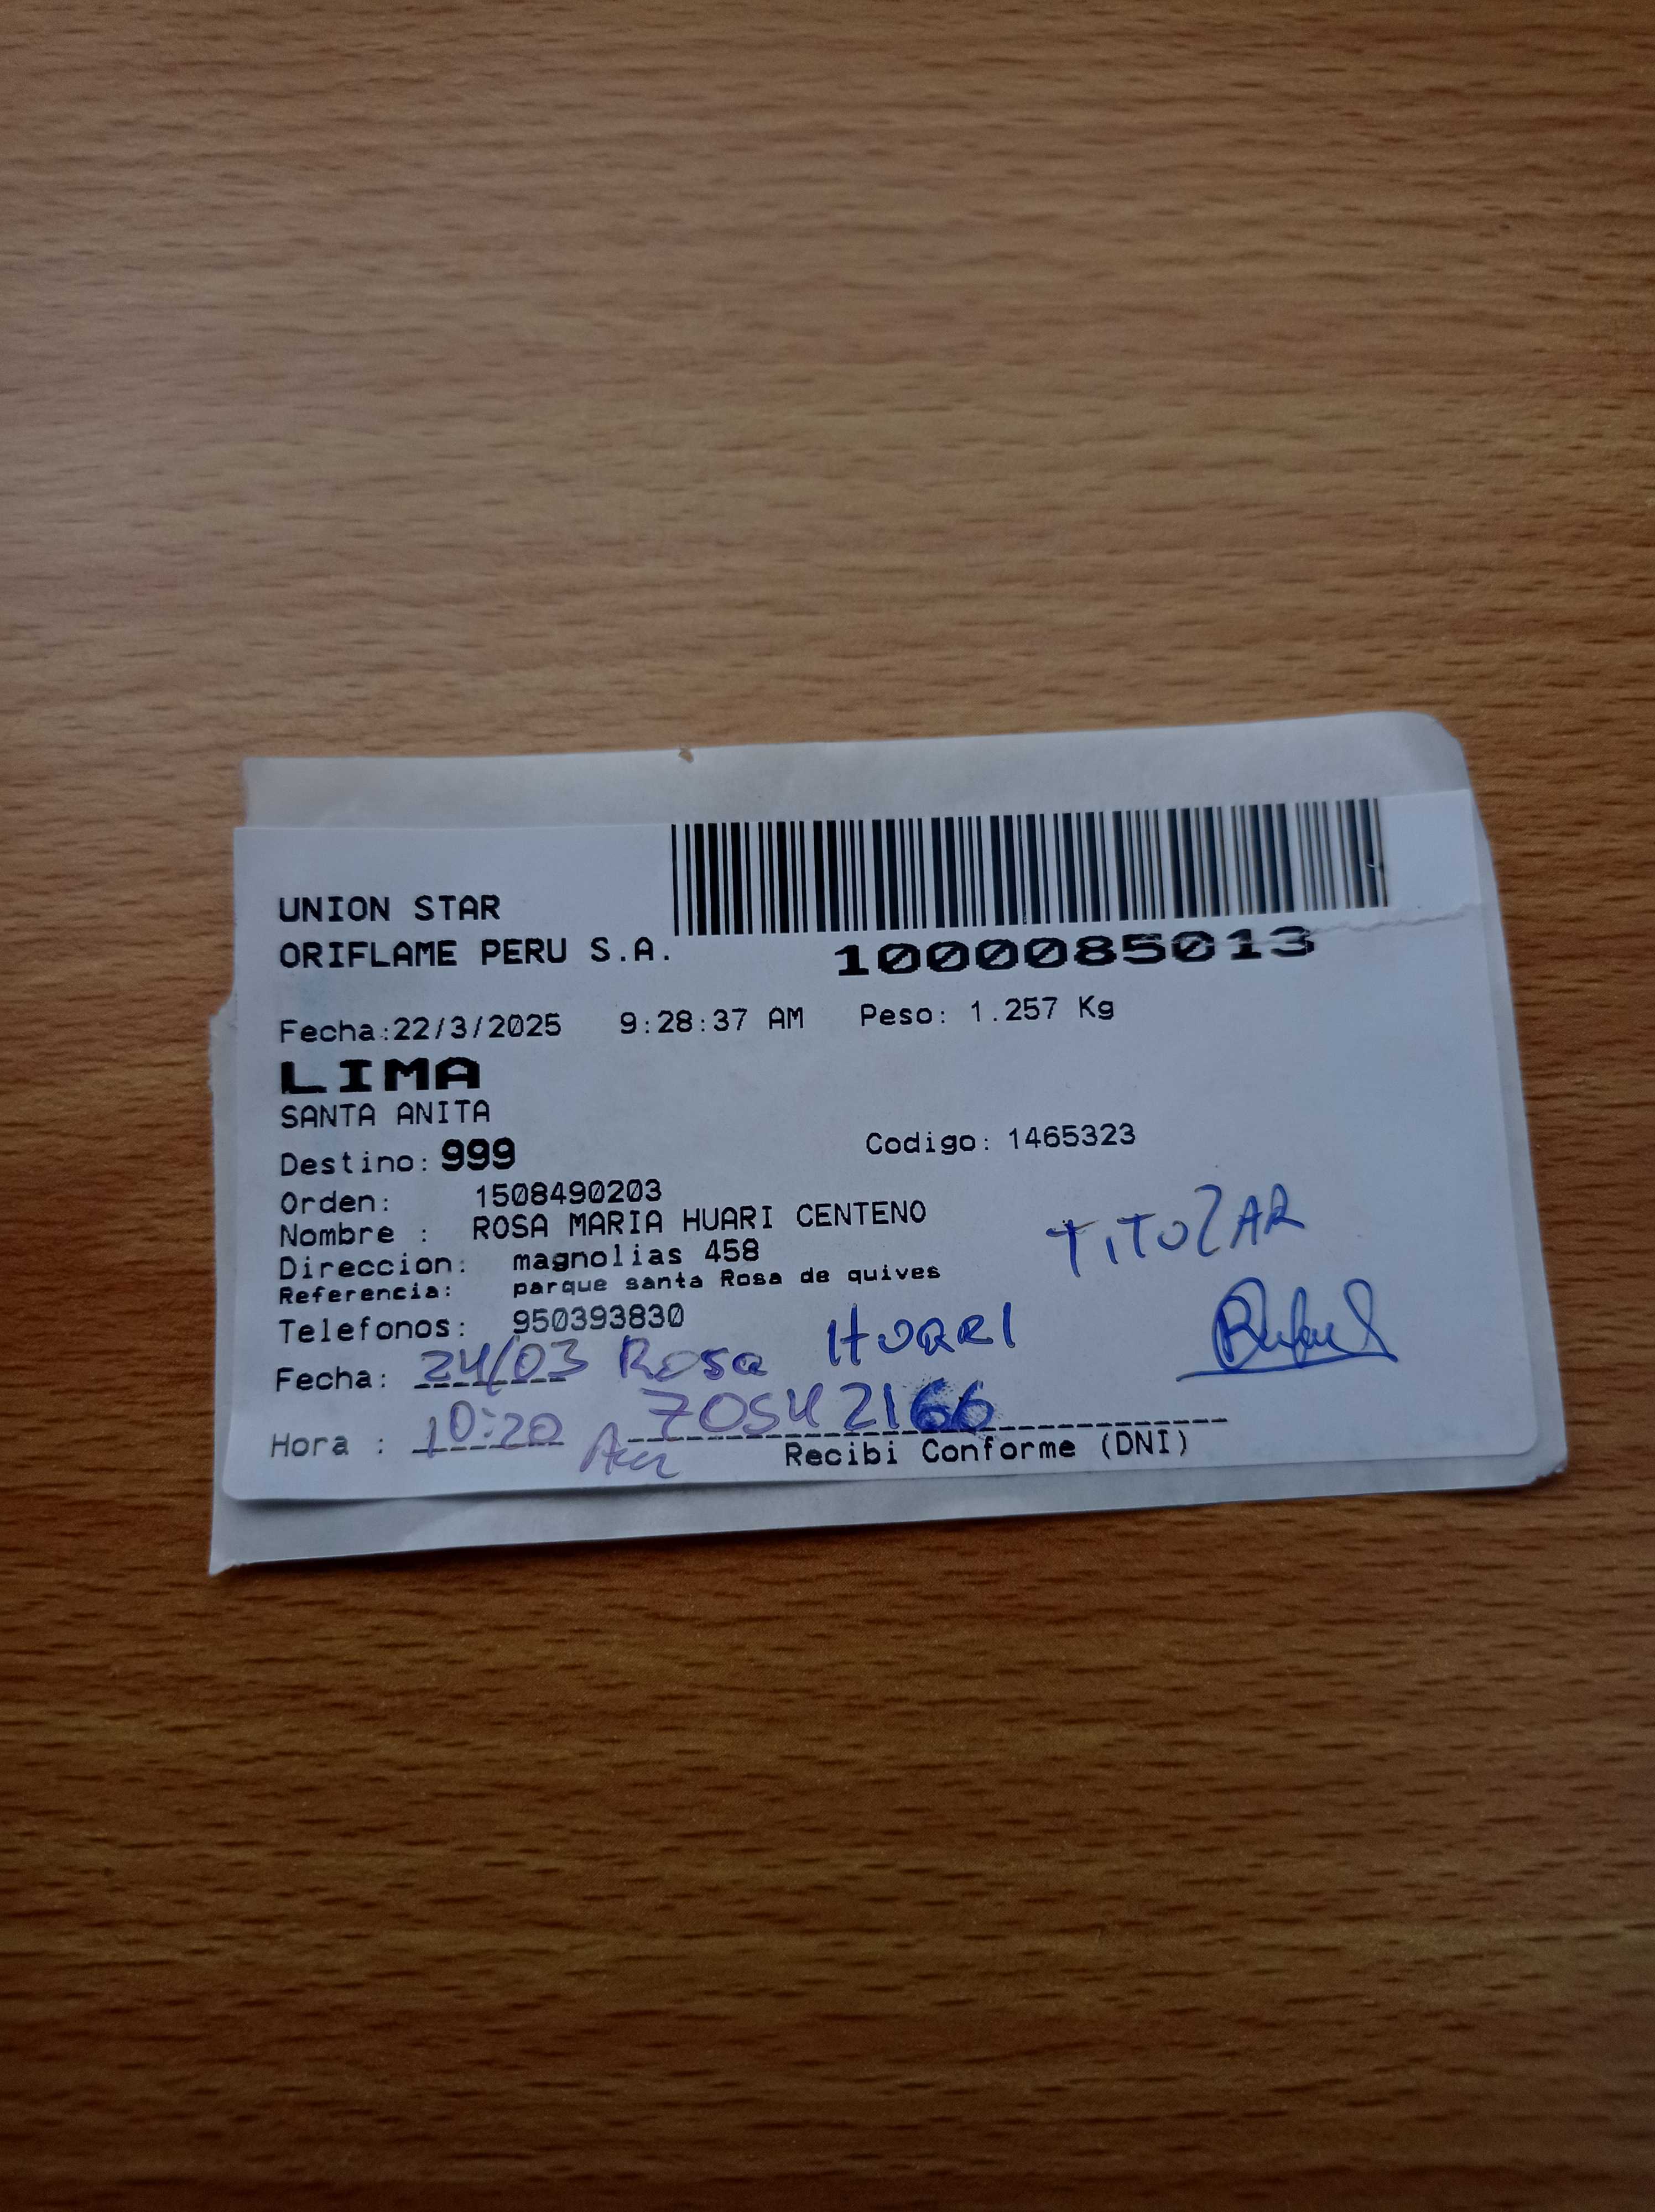 UNION STAR
ORIFLAME PERU S.A.
1000085013
Fecha:22/3/2025 9:28:37 AM Peso: 1.257 Kg
LIMA
SANTA ANITA
Destino: 999 Codigo: 1465323
Orden: 1508490203
Nombre : ROSA MARIA HUARI CENTENO
Direccion: magnolias 458
Referencia: parque santa Rosa de quives
TITULAR
Telefonos: 950393830
Fecha: 24/03 Rosa HUARI
Hora : 10:20 70542166
Recibi Conforme (DNI)